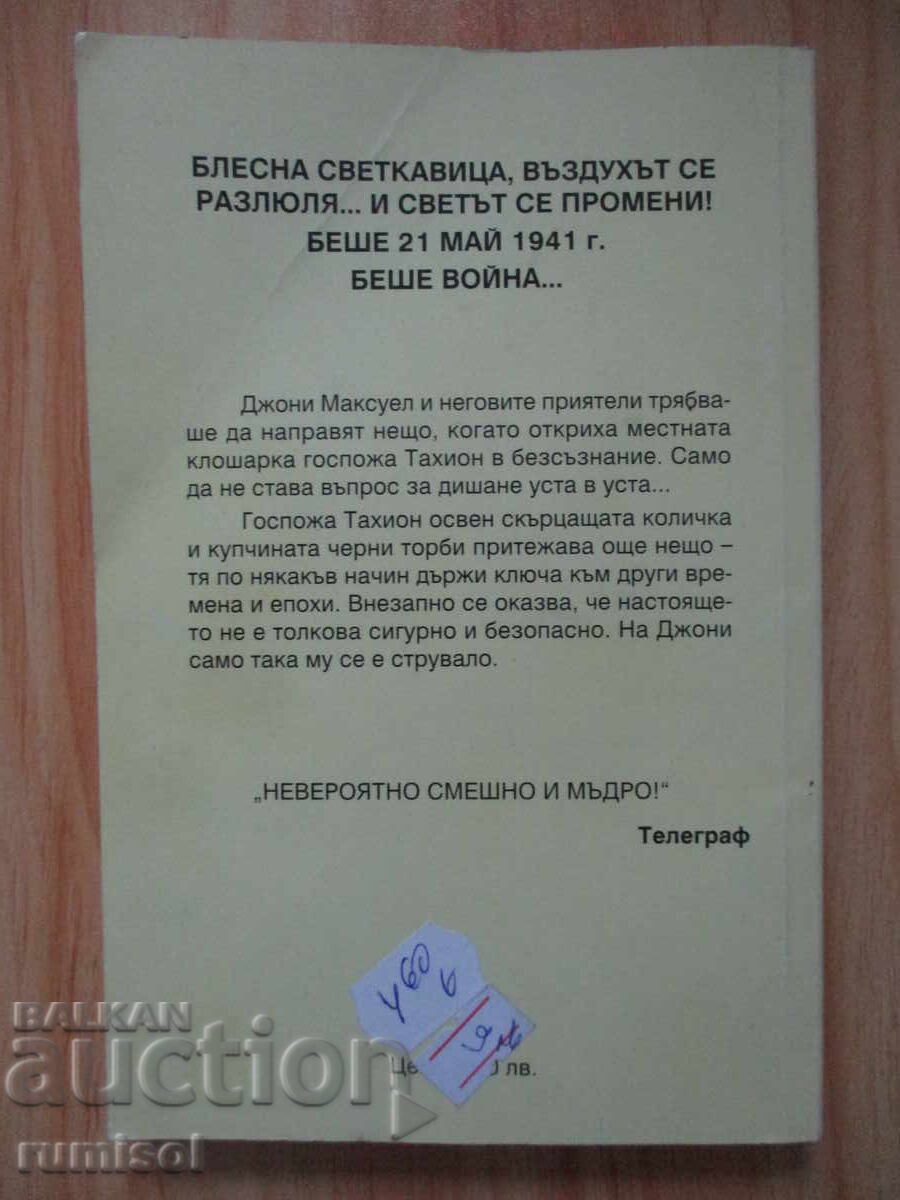 БЛЕСНА СВЕТКАВИЦА, ВЪЗДУХЪТ СЕ
РАЗЛЮЛЯ... И СВЕТЪТ СЕ ПРОМЕНИ!
БЕШЕ 21 МАЙ 1941 г.
БЕШЕ ВОЙНА...
Джони Максуел и неговите приятели трябва-
ше да направят нещо, когато откриха местната
клошарка госпожа Тахион в безсъзнание. Само
да не става въпрос за дишане уста в уста...
Госпожа Тахион освен скърцащата количка
и купчината черни торби притежава още нещо –
тя по някакъв начин държи ключа към други вре-
мена и епохи. Внезапно се оказва, че настояще-
то не е толкова сигурно и безопасно. На Джони
само така му се е струвало.
„НЕВЕРОЯТНО СМЕШНО И МЪДРО!“
Телеграф
460
лв.
BALKAN
auction
rumisol